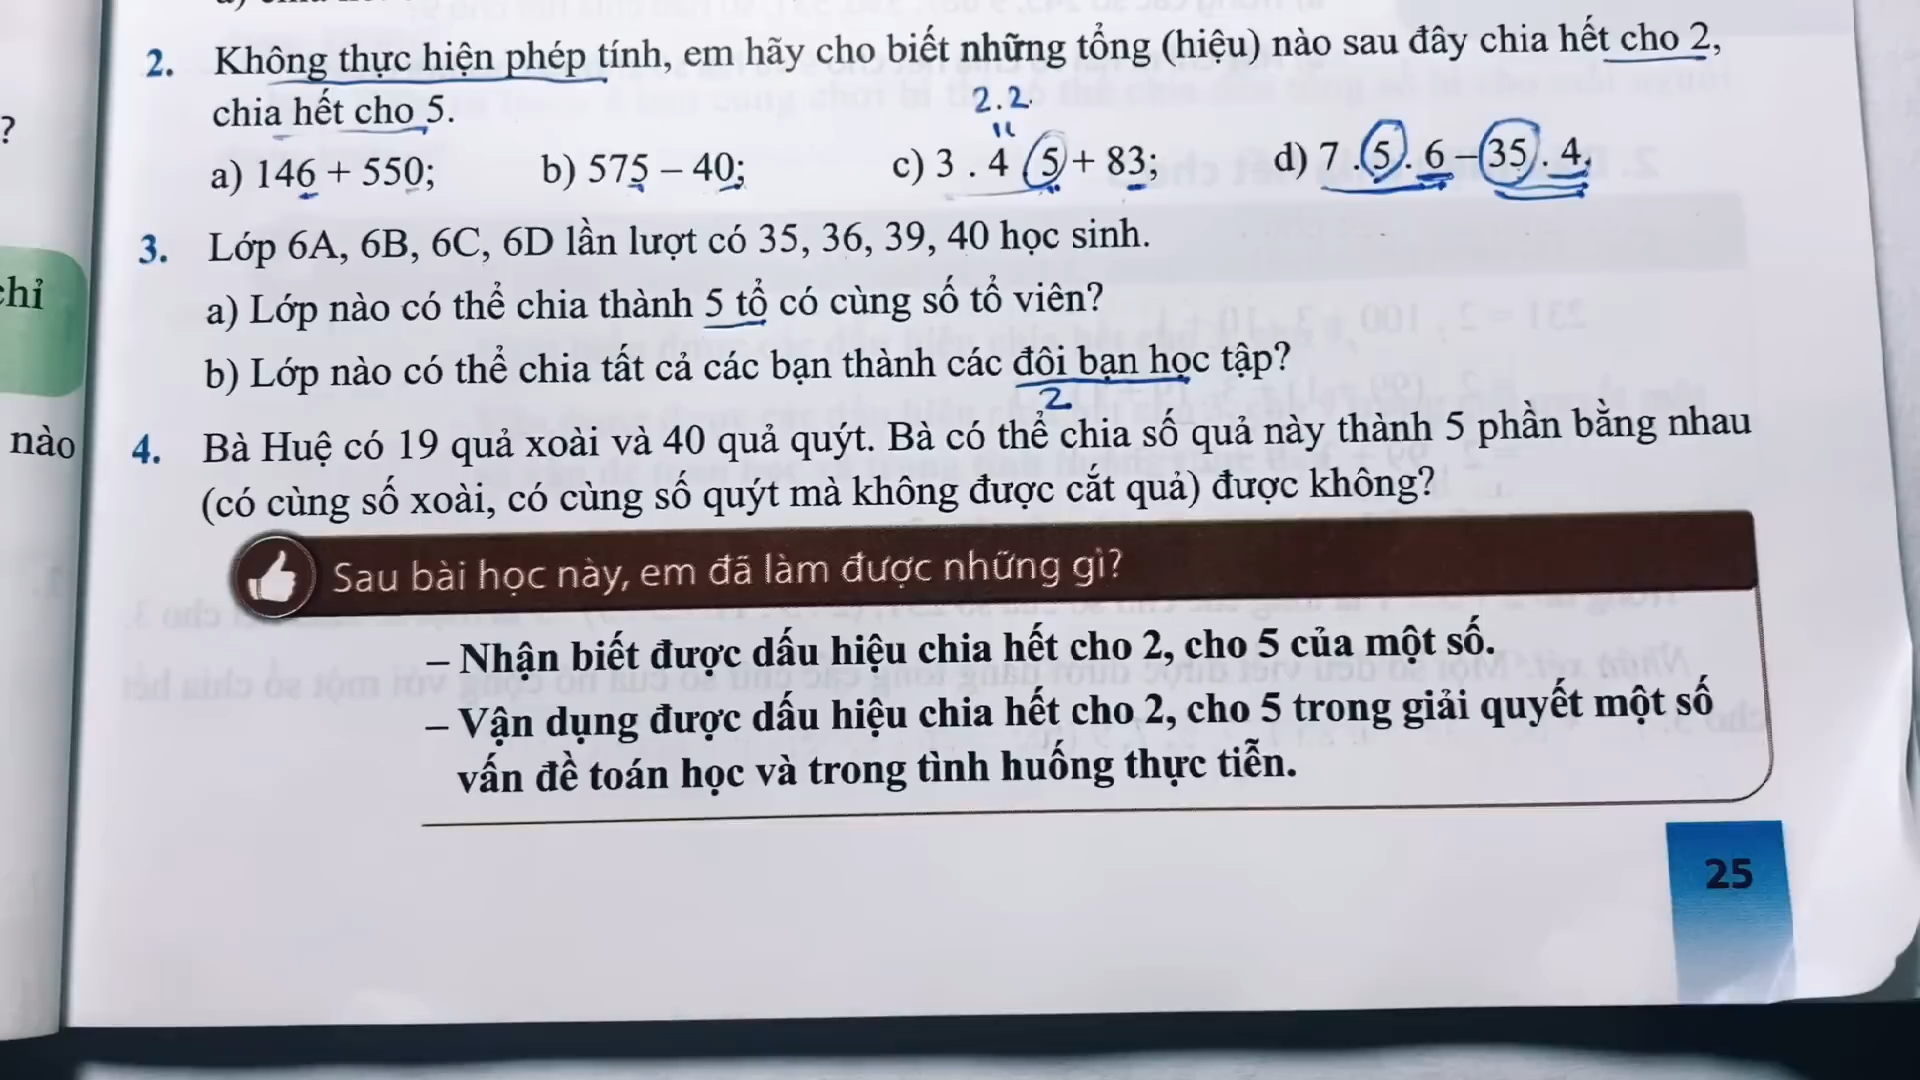 2. Không thực hiện phép tính, em hãy cho biết những tổng (hiệu) nào sau đây chia hết cho 2,
chia hết cho 5.
2.2.
a) 146 + 550; b) 575 – 40; c) 3 . 4 . 5 + 83; d) 7 . 5 . 6 – 35 . 4.
3. Lớp 6A, 6B, 6C, 6D lần lượt có 35, 36, 39, 40 học sinh.
a) Lớp nào có thể chia thành 5 tổ có cùng số tổ viên?
b) Lớp nào có thể chia tất cả các bạn thành các đôi bạn học tập?
2
4. Bà Huệ có 19 quả xoài và 40 quả quýt. Bà có thể chia số quả này thành 5 phần bằng nhau
(có cùng số xoài, có cùng số quýt mà không được cắt quả) được không?
Sau bài học này, em đã làm được những gì?
– Nhận biết được dấu hiệu chia hết cho 2, cho 5 của một số.
– Vận dụng được dấu hiệu chia hết cho 2, cho 5 trong giải quyết một số
vấn đề toán học và trong tình huống thực tiễn.
25
?
chỉ
nào